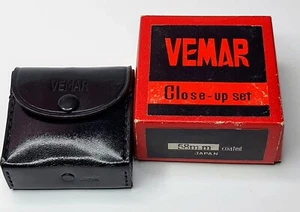 VEMAR
VEMAR
Close-up set
58mm coated
JAPAN